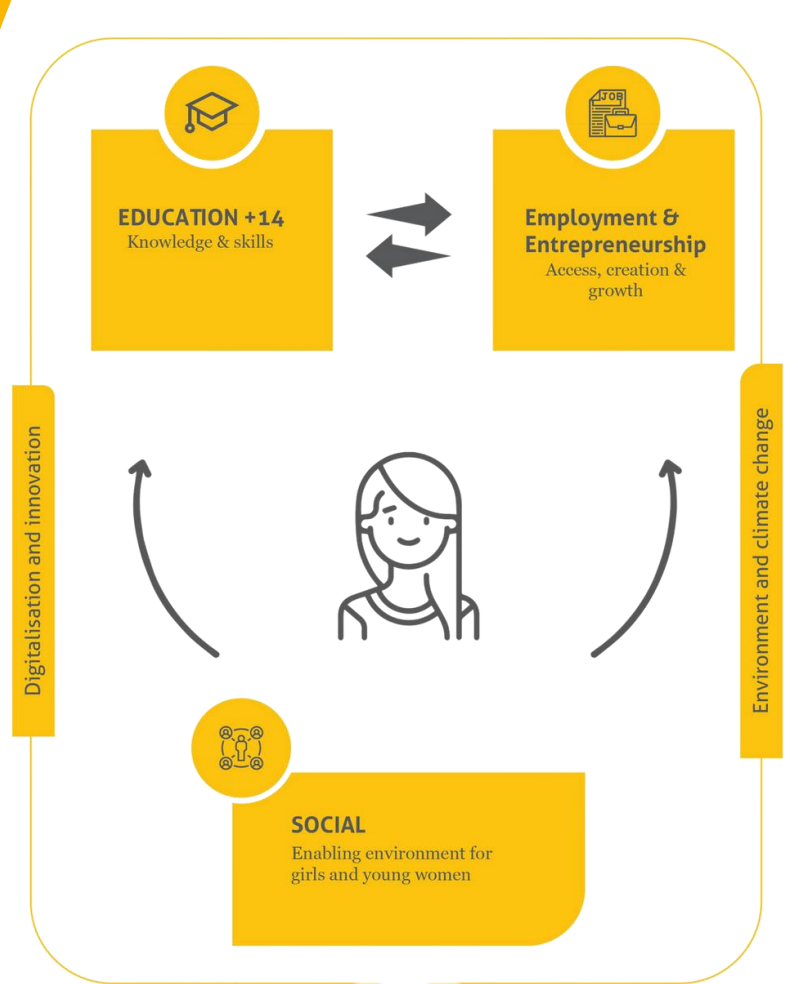 EDUCATION +14
Knowledge & skills
JOB
Employment &
Entrepreneurship
Access, creation &
growth
Digitalisation and innovation
Environment and climate change
SOCIAL
Enabling environment for
girls and young women